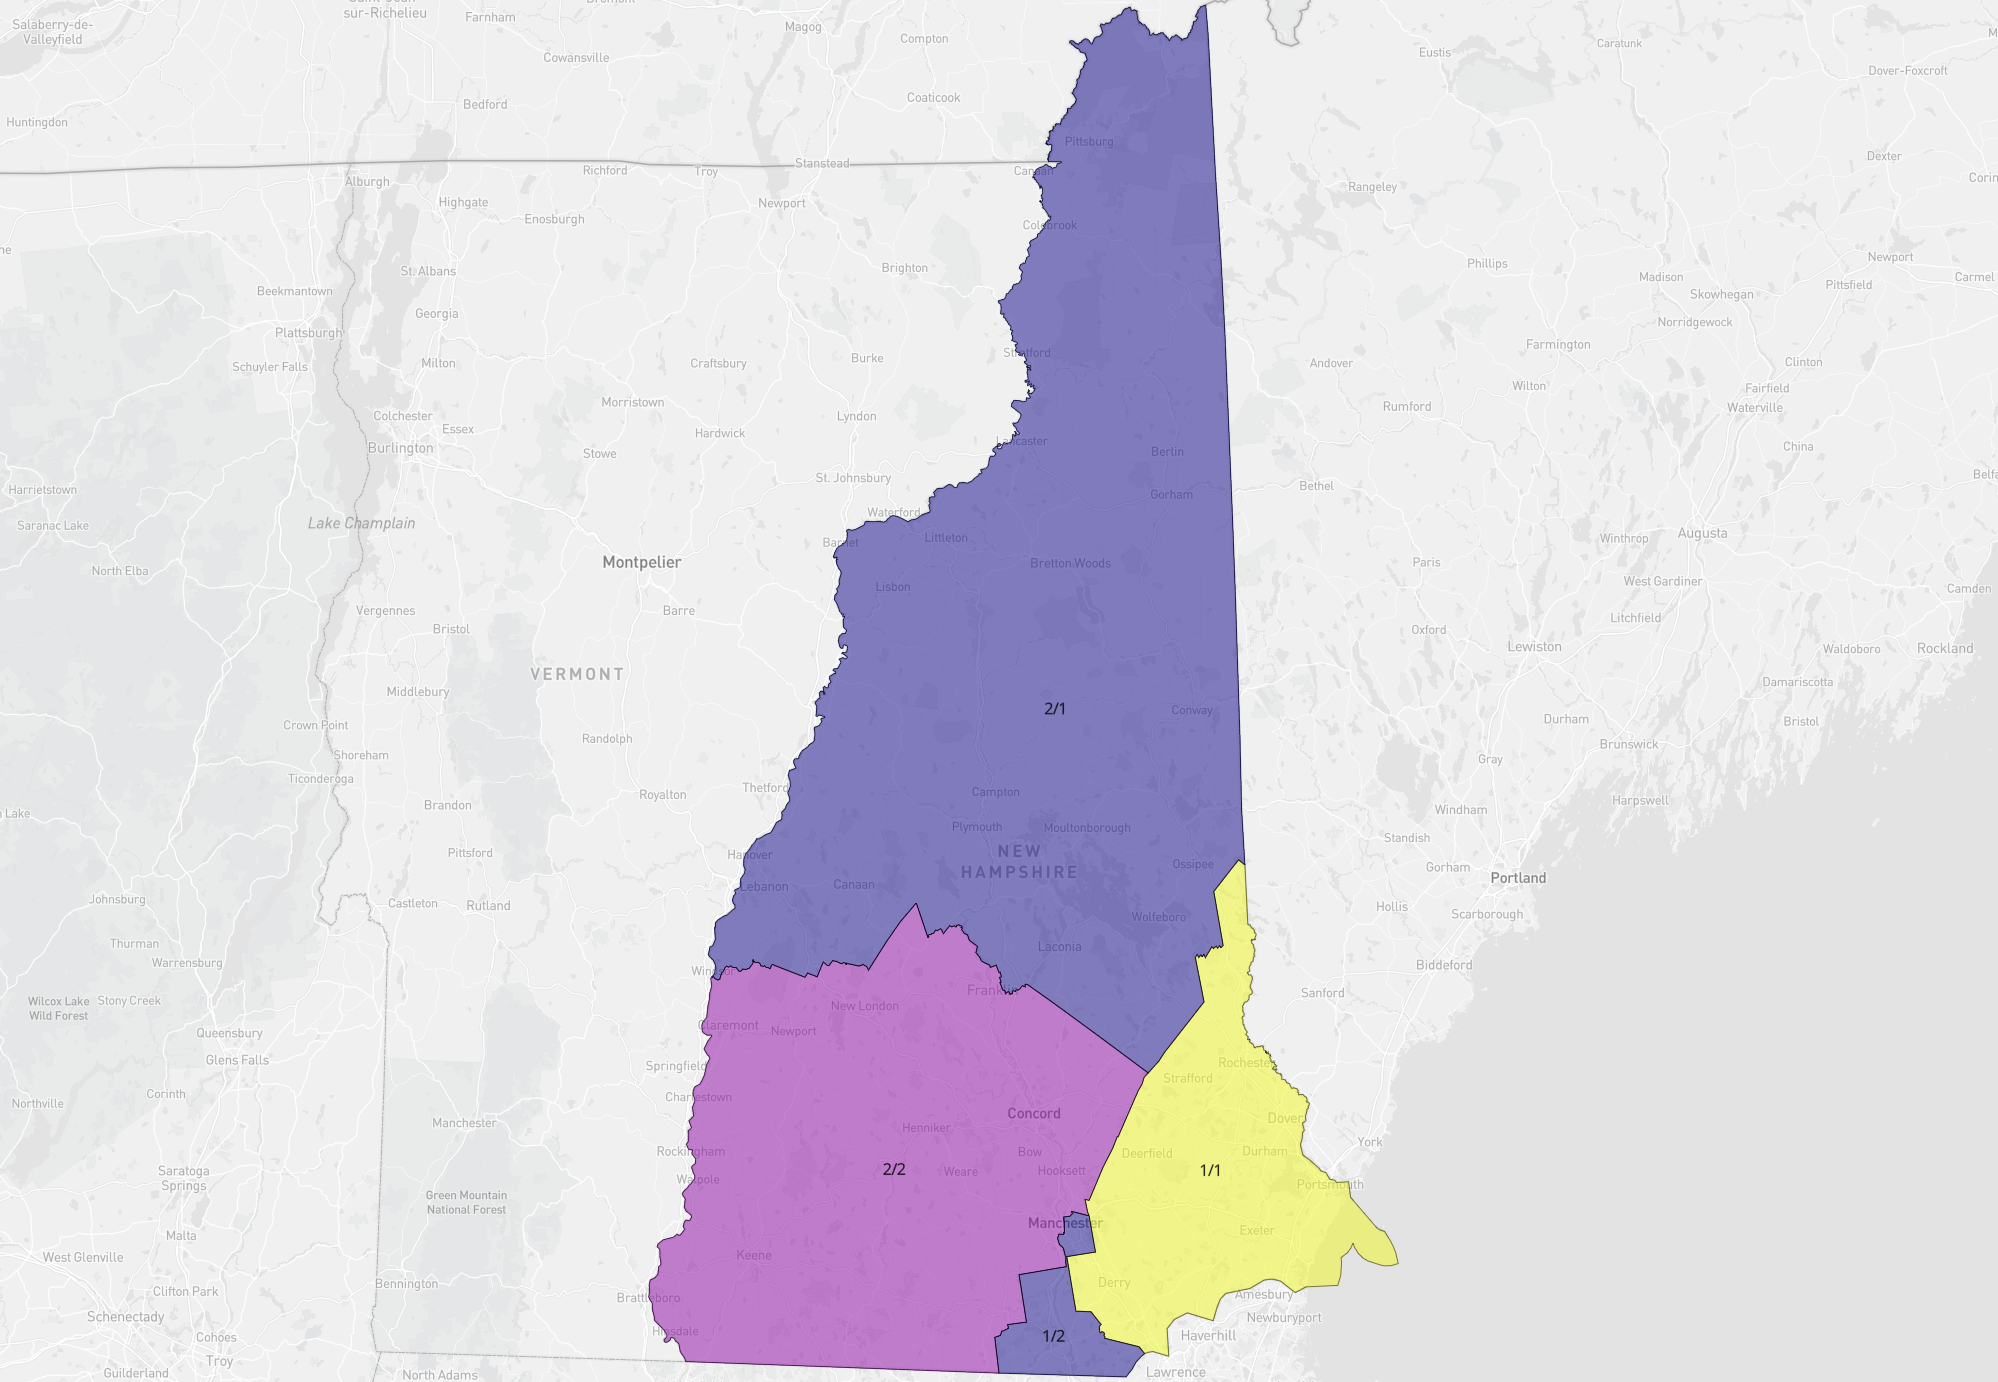 Saint-Jean-
sur-Richelieu
Bromont
Salaberry-de-
Valleyfield
Farnham
Magog
Compton
Cowansville
Eustis
Caratunk
Dover-Foxcroft
Coaticook
Bedford
Huntingdon
Pittsburg
Stanstead
Dexter
Richford
Troy
Canaan
Alburgh
Rangeley
Highgate
Newport
Enosburgh
Colebrook
Brighton
St. Albans
Phillips
Newport
Madison
Carmel
Pittsfield
Beekmantown
Skowhegan
Georgia
Plattsburgh
Norridgewock
Farmington
Stratford
Burke
Schuyler Falls
Milton
Craftsbury
Andover
Clinton
Wilton
Fairfield
Morristown
Rumford
Waterville
Colchester
Lyndon
Essex
Hardwick
Lancaster
Burlington
Stowe
Berlin
China
St. Johnsbury
Harrietstown
Bethel
Gorham
Waterford
Saranac Lake
Lake Champlain
Augusta
Littleton
Winthrop
Barnet
Montpelier
Bretton Woods
Paris
North Elba
Lisbon
West Gardiner
Camden
Vergennes
Barre
Litchfield
Bristol
Oxford
Lewiston
Waldoboro
Rockland
VERMONT
Middlebury
Damariscotta
2/1
Conway
Crown Point
Durham
Bristol
Randolph
Brunswick
Shoreham
Gray
Ticonderoga
Thetford
Campton
Royalton
Harpswell
Brandon
Windham
Lake
Plymouth
Moultonborough
Standish
Pittsford
Hanover
NEW
HAMPSHIRE
Ossipee
Gorham
Portland
Lebanon
Canaan
Johnsburg
Castleton
Rutland
Hollis
Scarborough
Wolfeboro
Thurman
Laconia
Warrensburg
Windsor
Biddeford
Franklin
Sanford
Wilcox Lake
Wild Forest
Stony Creek
New London
Claremont
Newport
Queensbury
Glens Falls
Springfield
Rochester
Strafford
Corinth
Charlestown
Northville
Concord
Manchester
Henniker
Dover
York
Rockingham
Bow
Deerfield
Durham
Saratoga
Springs
Weare
Hooksett
2/2
1/1
Walpole
Portsmouth
Green Mountain
National Forest
Manchester
Malta
Exeter
West Glenville
Keene
Bennington
Derry
Clifton Park
Brattleboro
Amesbury
Schenectady
Newburyport
Hinsdale
Cohoes
1/2
Haverhill
Troy
Guilderland
North Adams
Lawrence